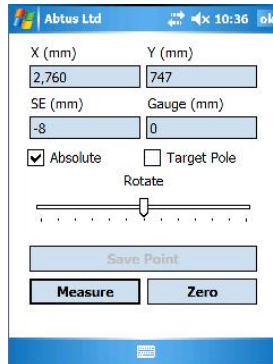 Abtus Ltd 10:36 ok
X (mm) Y (mm)
2,760 747
SE (mm) Gauge (mm)
-8 0
Absolute Target Pole
Rotate
Save Point
Measure Zero